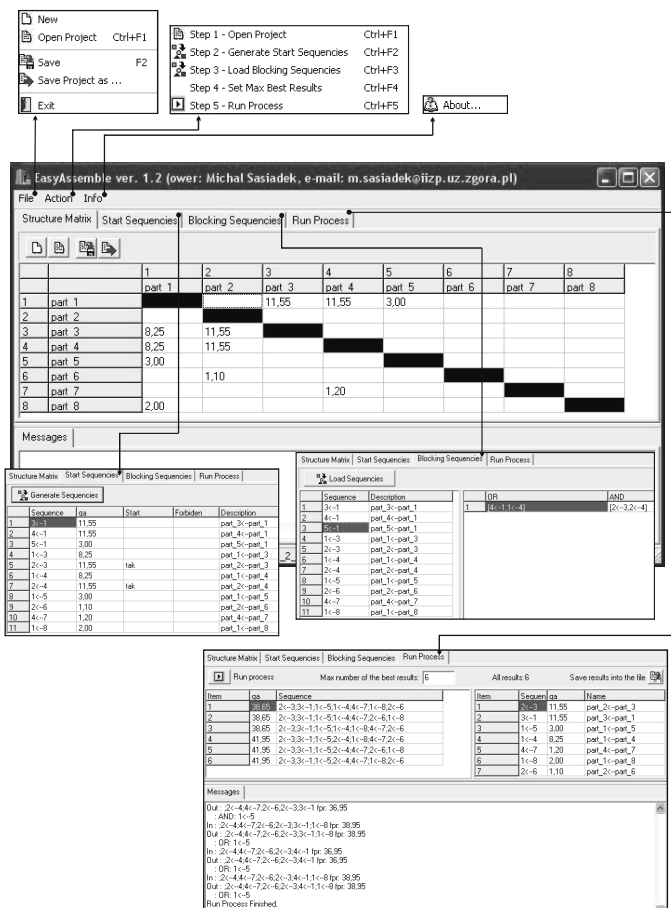 New
Open Project Ctrl+F1
Save F2
Save Project as ...
Exit
Step 1 - Open Project Ctrl+F1
Step 2 - Generate Start Sequencies Ctrl+F2
Step 3 - Load Blocking Sequencies Ctrl+F3
Step 4 - Set Max Best Results Ctrl+F4
Step 5 - Run Process Ctrl+F5
About...
EasyAssemble ver. 1.2 (ower: Michal Sasiadek, e-mail: m.sasiadek@iizp.uz.zgora.pl)
File Action Info
Structure Matrix Start Sequencies Blocking Sequencies Run Process
1 2 3 4 5 6 7 8
part 1 part 2 part 3 part 4 part 5 part 6 part 7 part 8
1 part 1 11,55 11,55 3,00
2 part 2
3 part 3 8,25 11,55
4 part 4 8,25 11,55
5 part 5 3,00
6 part 6 1,10
7 part 7 1,20
8 part 8 2,00
Messages
Structure Matrix Start Sequencies Blocking Sequencies Run Process
Generate Sequencies
Sequence qa Start Forbiden Description
1 3<-1 11,55 part_3<-part_1
2 4<-1 11,55 part_4<-part_1
3 5<-1 3,00 part_5<-part_1
4 1<-3 8,25 part_1<-part_3
5 2<-3 11,55 tak part_2<-part_3
6 1<-4 8,25 part_1<-part_4
7 2<-4 11,55 tak part_2<-part_4
8 1<-5 3,00 part_1<-part_5
9 2<-6 1,10 part_2<-part_6
10 4<-7 1,20 part_4<-part_7
11 1<-8 2,00 part_1<-part_8
_2_
Structure Matrix Start Sequencies Blocking Sequencies Run Process
Load Sequencies
Sequence Description
1 3<-1 part_3<-part_1
2 4<-1 part_4<-part_1
3 5<-1 part_5<-part_1
4 1<-3 part_1<-part_3
5 2<-3 part_2<-part_3
6 1<-4 part_1<-part_4
7 2<-4 part_2<-part_4
8 1<-5 part_1<-part_5
9 2<-6 part_2<-part_6
10 4<-7 part_4<-part_7
11 1<-8 part_1<-part_8
OR AND
1 [4<-1,1<-4] [2<-3,2<-4]
Structure Matrix Start Sequencies Blocking Sequencies Run Process
Run process Max number of the best results: 6 All results: 6 Save results into the file
Item qa Sequence
1 38,65 2<-3;3<-1;1<-5;1<-4;4<-7;1<-8;2<-6
2 38,65 2<-3;3<-1;1<-5;1<-4;4<-7;2<-6;1<-8
3 38,65 2<-3;3<-1;1<-5;1<-4;1<-8;4<-7;2<-6
4 41,95 2<-3;3<-1;1<-5;4<-1;1<-8;4<-7;2<-6
5 41,95 2<-3;3<-1;1<-5;2<-4;4<-7;2<-6;1<-8
6 41,95 2<-3;3<-1;1<-5;2<-4;4<-7;1<-8;2<-6
Item Sequen qa Name
1 2<-3 11,55 part_2<-part_3
2 3<-1 11,55 part_3<-part_1
3 1<-5 3,00 part_1<-part_5
4 1<-4 8,25 part_1<-part_4
5 4<-7 1,20 part_4<-part_7
6 1<-8 2,00 part_1<-part_8
7 2<-6 1,10 part_2<-part_6
Messages
Out : ;2<-4;4<-7;2<-6;2<-3;3<-1 fpr: 36,95
: AND: 1<-5
In : ;2<-4;4<-7;2<-6;2<-3;3<-1;1<-8 fpr: 38,95
Out : ;2<-4;4<-7;2<-6;2<-3;3<-1;1<-8 fpr: 38,95
: OR: 1<-5
In : ;2<-4;4<-7;2<-6;2<-3;4<-1 fpr: 36,95
Out : ;2<-4;4<-7;2<-6;2<-3;4<-1 fpr: 36,95
: OR: 1<-5
In : ;2<-4;4<-7;2<-6;2<-3;4<-1;1<-8 fpr: 38,95
Out : ;2<-4;4<-7;2<-6;2<-3;4<-1;1<-8 fpr: 38,95
: OR: 1<-5
Run Process Finished.